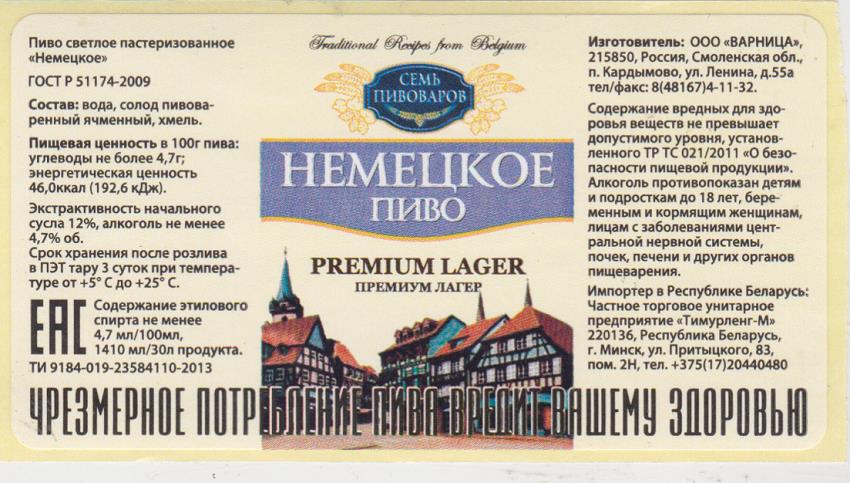 Пиво светлое пастеризованное
«Немецкое»
ГОСТ Р 51174-2009
Состав: вода, солод пивова-
ренный ячменный, хмель.
Пищевая ценность в 100г пива:
углеводы не более 4,7г;
энергетическая ценность
46,0ккал (192,6 кДж).
Экстрактивность начального
сусла 12%, алкоголь не менее
4,7% об.
Срок хранения после розлива
в ПЭТ тару 3 суток при темпера-
туре от +5° С до +25° С.
ЕАС
Содержание этилового
спирта не менее
4,7 мл/100мл,
1410 мл/30л продукта.
ТИ 9184-019-23584110-2013
Traditional Recipes from Belgium
СЕМЬ
ПИВОВАРОВ
НЕМЕЦКОЕ
ПИВО
PREMIUM LAGER
ПРЕМИУМ ЛАГЕР
Изготовитель: ООО «ВАРНИЦА»,
215850, Россия, Смоленская обл.,
п. Кардымово, ул. Ленина, д.55а
тел/факс: 8(48167)4-11-32.
Содержание вредных для здо-
ровья веществ не превышает
допустимого уровня, установ-
ленного ТР ТС 021/2011 «О безо-
пасности пищевой продукции».
Алкоголь противопоказан детям
и подросткам до 18 лет, бере-
менным и кормящим женщинам,
лицам с заболеваниями цент-
ральной нервной системы,
почек, печени и других органов
пищеварения.
Импортер в Республике Беларусь:
Частное торговое унитарное
предприятие «Тимурленг-М»
220136, Республика Беларусь,
г. Минск, ул. Притыцкого, 83,
пом. 2Н, тел. +375(17)20440480
ЧРЕЗМЕРНОЕ ПОТРЕБЛЕНИЕ ПИВА ВРЕДИТ ВАШЕМУ ЗДОРОВЬЮ